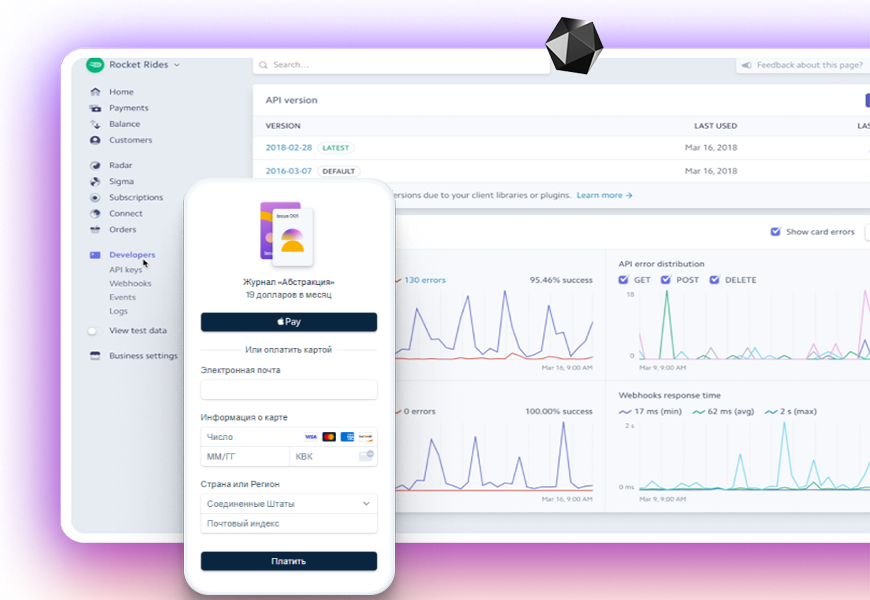 Rocket Rides
Search...
Feedback about this page?
Home
Payments
Balance
Customers
Radar
Sigma
Subscriptions
Connect
Orders
Developers
API keys
Webhooks
Events
Logs
View test data
Business settings
API version
VERSION
LAST USED
LAS
2018-02-28 LATEST
Mar 16, 2018
2016-03-07 DEFAULT
Mar 16, 2018
ersions due to your client libraries or plugins. Learn more →
Show card errors
130 errors
95.46% success
Mar 16, 9:00 AM
API error distribution
GET POST DELETE
18
0
Mar 9, 9:00 AM
0 errors
100.00% success
Mar 16, 9:00 AM
Webhooks response time
17 ms (min) 62 ms (avg) 2 s (max)
2 s
0 ms
Mar 9, 9:00 AM
Issue 001
Журнал «Абстракция»
19 долларов в месяц
Pay
Или оплатить картой
Электронная почта
Информация о карте
Число
VISA
ММ/ГГ
КВК
Страна или Регион
Соединенные Штаты
Почтовый индекс
Платить